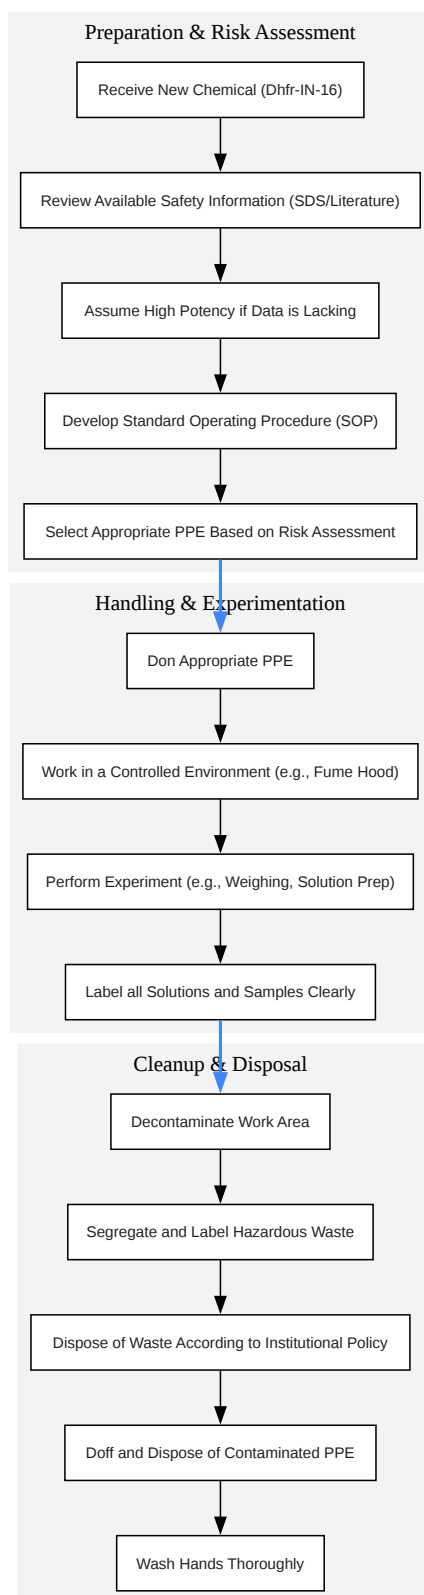 Preparation & Risk Assessment
Receive New Chemical (Dhfr-IN-16)
Review Available Safety Information (SDS/Literature)
Assume High Potency if Data is Lacking
Develop Standard Operating Procedure (SOP)
Select Appropriate PPE Based on Risk Assessment
Handling & Experimentation
Don Appropriate PPE
Work in a Controlled Environment (e.g., Fume Hood)
Perform Experiment (e.g., Weighing, Solution Prep)
Label all Solutions and Samples Clearly
Cleanup & Disposal
Decontaminate Work Area
Segregate and Label Hazardous Waste
Dispose of Waste According to Institutional Policy
Doff and Dispose of Contaminated PPE
Wash Hands Thoroughly